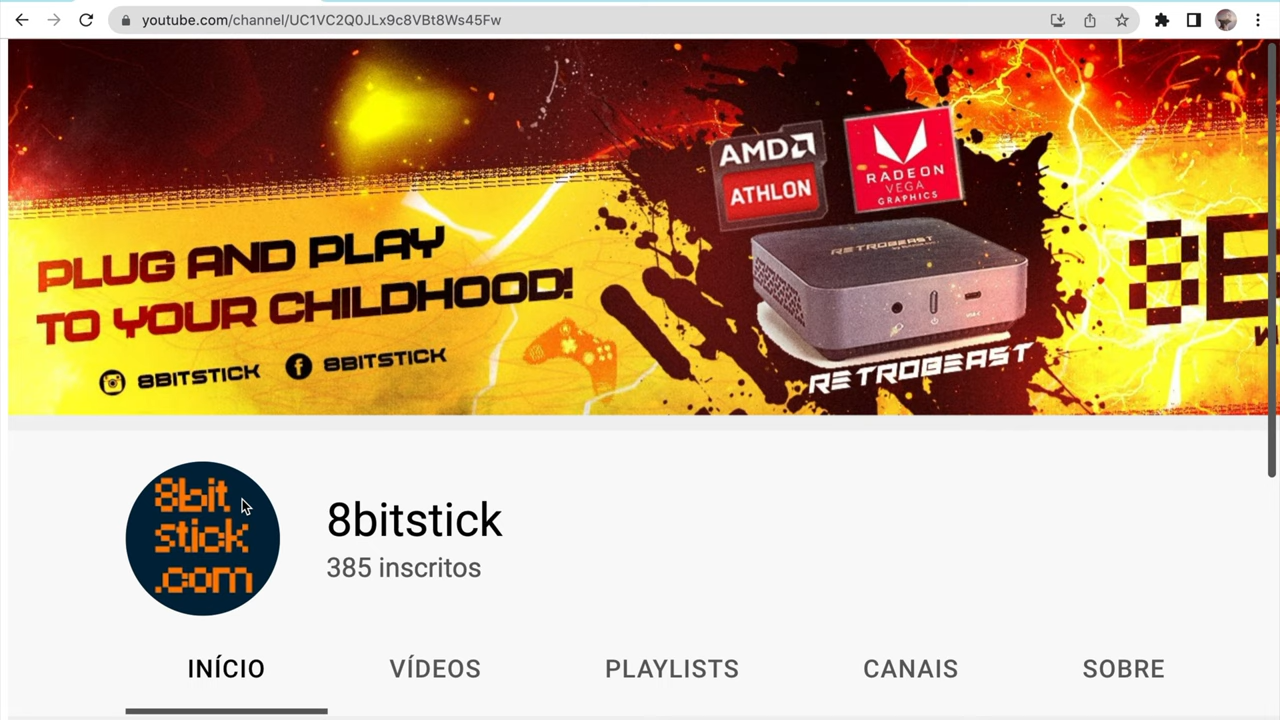 youtube.com/channel/UC1VC2Q0JLx9c8VBt8Ws45Fw
AMD
ATHLON
RADEON
VEGA
GRAPHICS
PLUG AND PLAY
TO YOUR CHILDHOOD!
8BITSTICK
8BITSTICK
RETROBEAST
RETROBEAST
8bit
stick
.com
8bitstick
385 inscritos
INÍCIO
VÍDEOS
PLAYLISTS
CANAIS
SOBRE